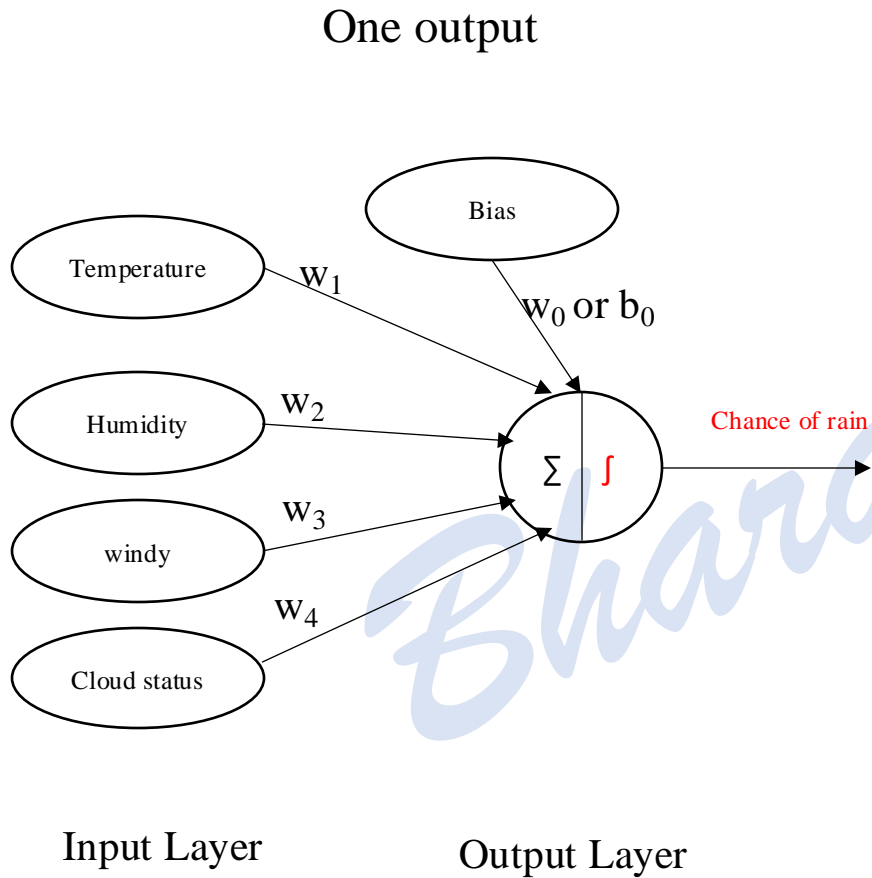 One output
Bias
Temperature
w₁
w₀ or b₀
Humidity
w₂
Chance of rain
∑ ∫
windy
w₃
w₄
Cloud status
Input Layer
Output Layer